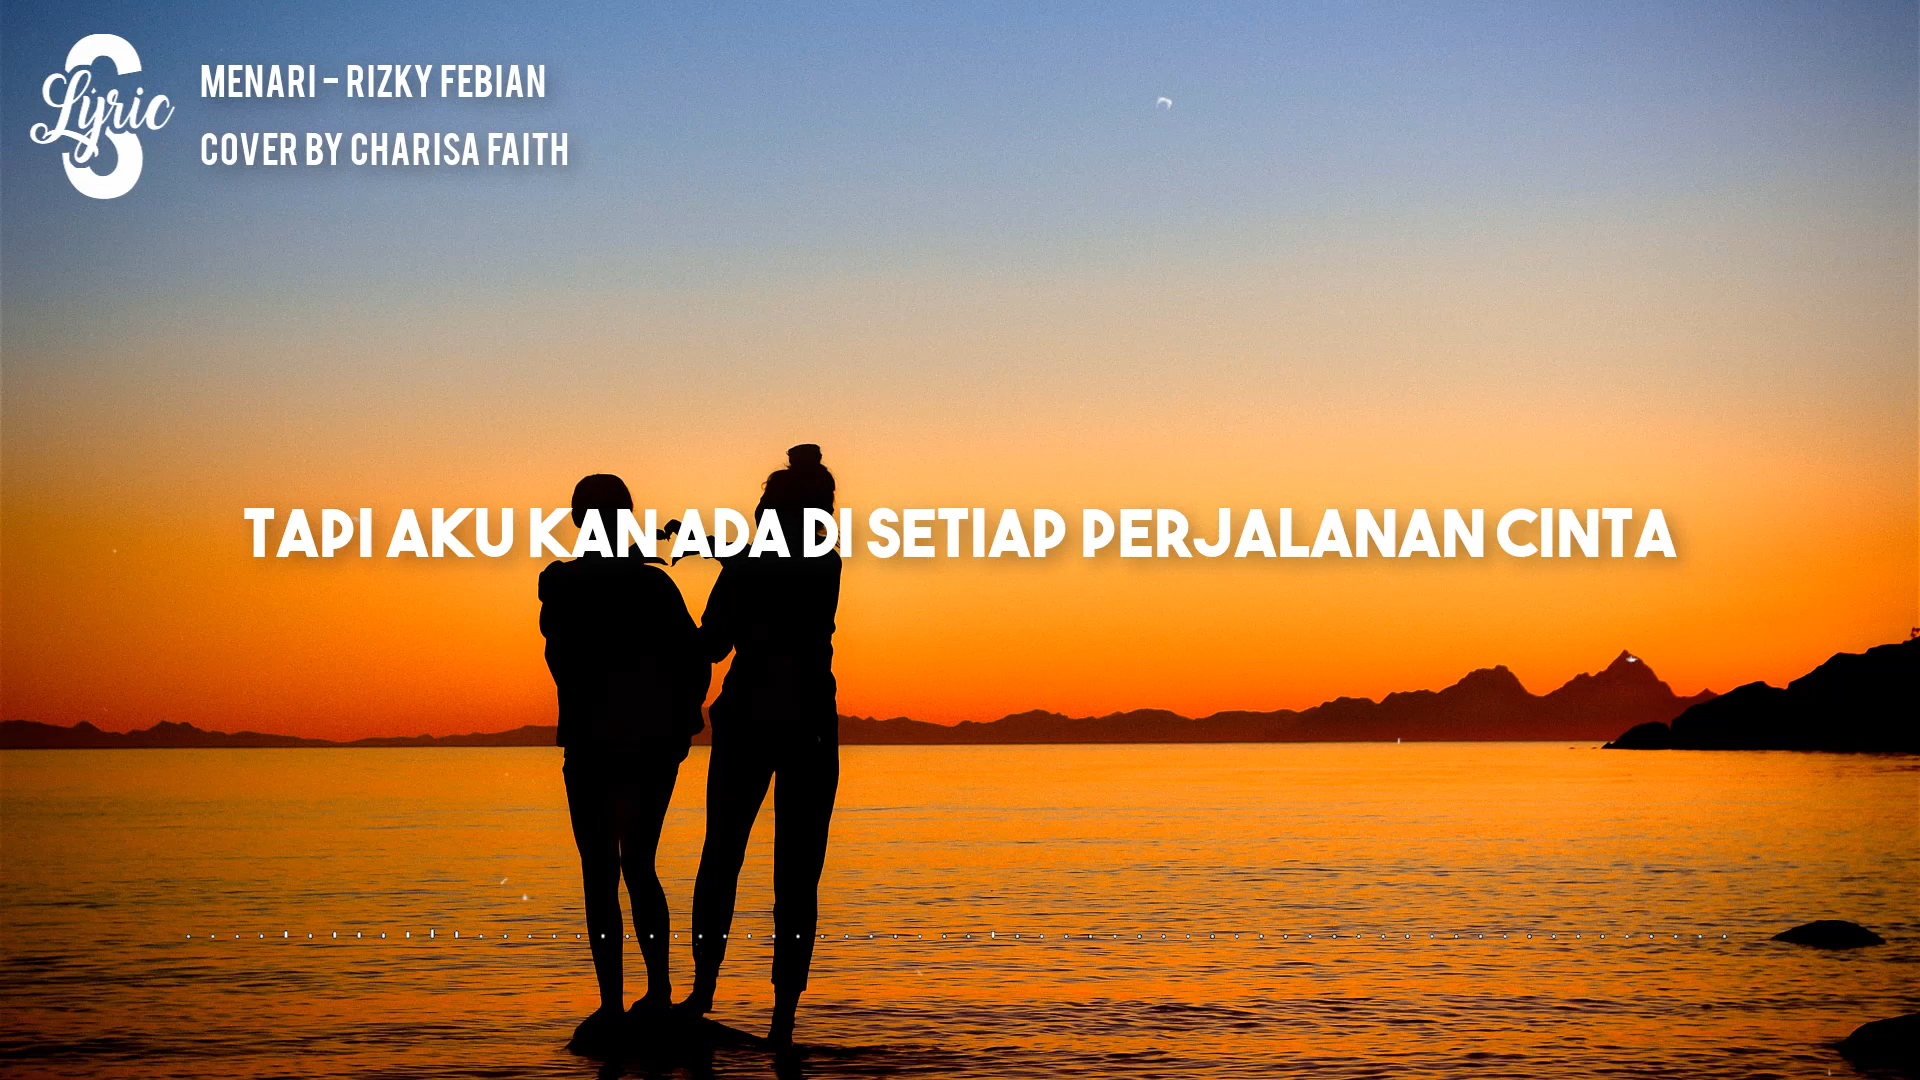 S
Lyric
MENARI - RIZKY FEBIAN
COVER BY CHARISA FAITH
TAPI AKU KAN ADA DI SETIAP PERJALANAN CINTA